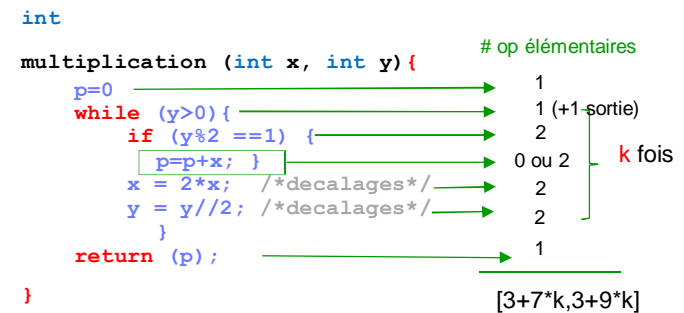 int
# op élémentaires
multiplication (int x, int y){
p=0 1
while (y>0){ 1 (+1 sortie)
if (y%2 ==1) { 2
p=p+x; } 0 ou 2 k fois
x = 2*x; /*decalages*/ 2
y = y//2; /*decalages*/ 2
}
return (p); 1
} [3+7*k,3+9*k]